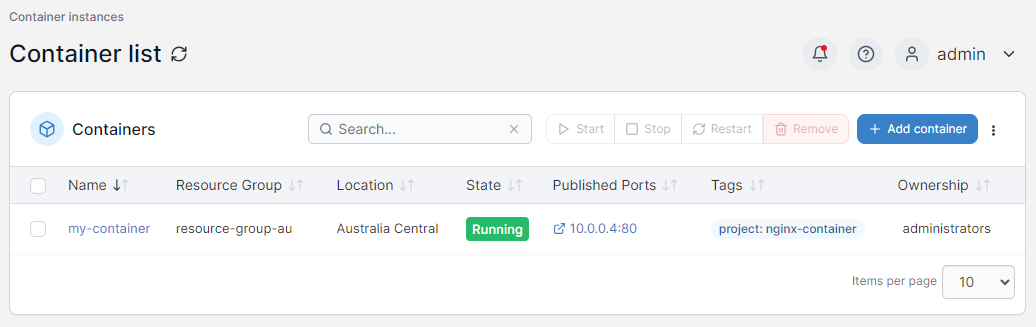 Container instances
Container list
admin
Containers
Search...
Start
Stop
Restart
Remove
+ Add container
Name
Resource Group
Location
State
Published Ports
Tags
Ownership
my-container
resource-group-au
Australia Central
Running
10.0.0.4:80
project: nginx-container
administrators
Items per page
10